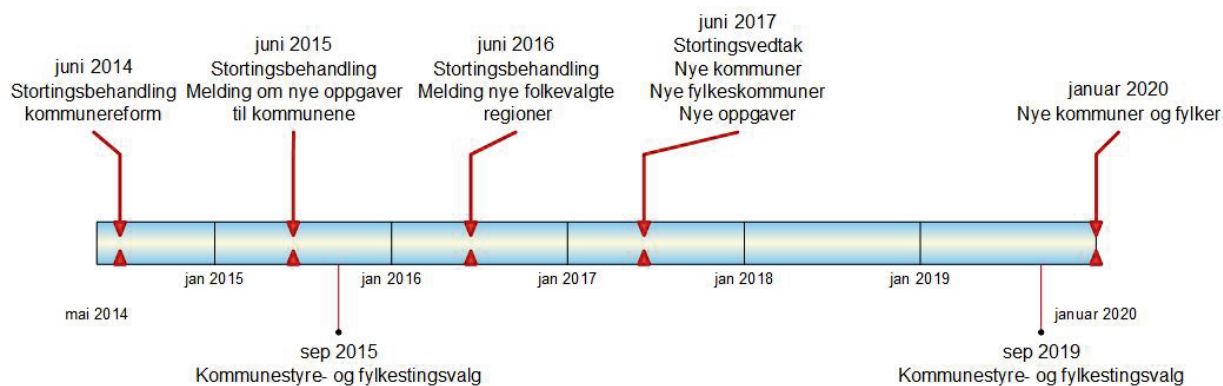 juni 2014
Stortingsbehandling
kommunereform
juni 2015
Stortingsbehandling
Melding om nye oppgaver
til kommunene
juni 2016
Stortingsbehandling
Melding nye folkevalgte
regioner
juni 2017
Stortingsvedtak
Nye kommuner
Nye fylkeskommuner
Nye oppgaver
januar 2020
Nye kommuner og fylker
jan 2015
jan 2016
jan 2017
jan 2018
jan 2019
mai 2014
januar 2020
sep 2015
Kommunestyre- og fylkestingsvalg
sep 2019
Kommunestyre- og fylkestingsvalg